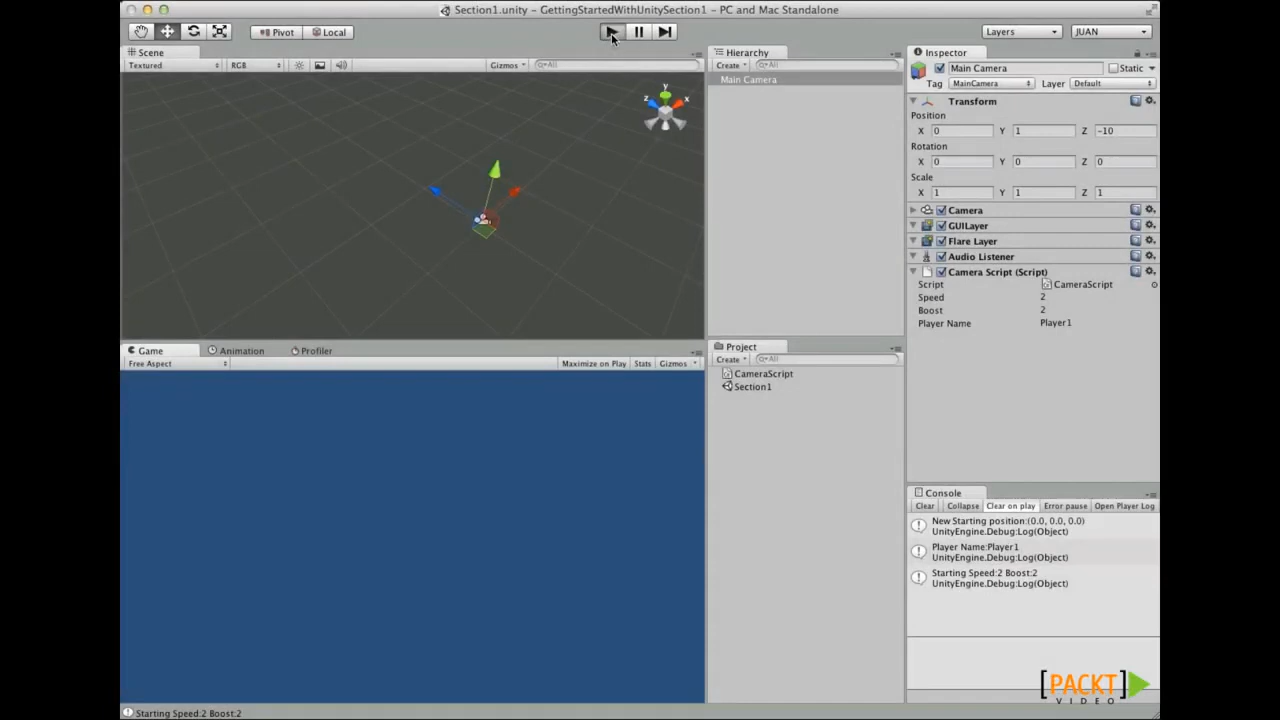 Section1.unity - GettingStartedWithUnitySection1 - PC and Mac Standalone
Pivot Local
Layers JUAN
Scene
Textured RGB Gizmos All
y
z x
Hierarchy
Create All
Main Camera
Inspector
Main Camera Static
Tag MainCamera Layer Default
Transform
Position
X 0 Y 1 Z -10
Rotation
X 0 Y 0 Z 0
Scale
X 1 Y 1 Z 1
Camera
GUILayer
Flare Layer
Audio Listener
Camera Script (Script)
Script CameraScript
Speed 2
Boost 2
Player Name Player1
Game Animation Profiler
Free Aspect Maximize on Play Stats Gizmos
Project
Create All
CameraScript
Section1
Console
Clear Collapse Clear on play Error pause Open Player Log
New Starting position:(0.0, 0.0, 0.0)
UnityEngine.Debug:Log(Object)
Player Name:Player1
UnityEngine.Debug:Log(Object)
Starting Speed:2 Boost:2
UnityEngine.Debug:Log(Object)
[PACKT]
VIDEO
Starting Speed:2 Boost:2